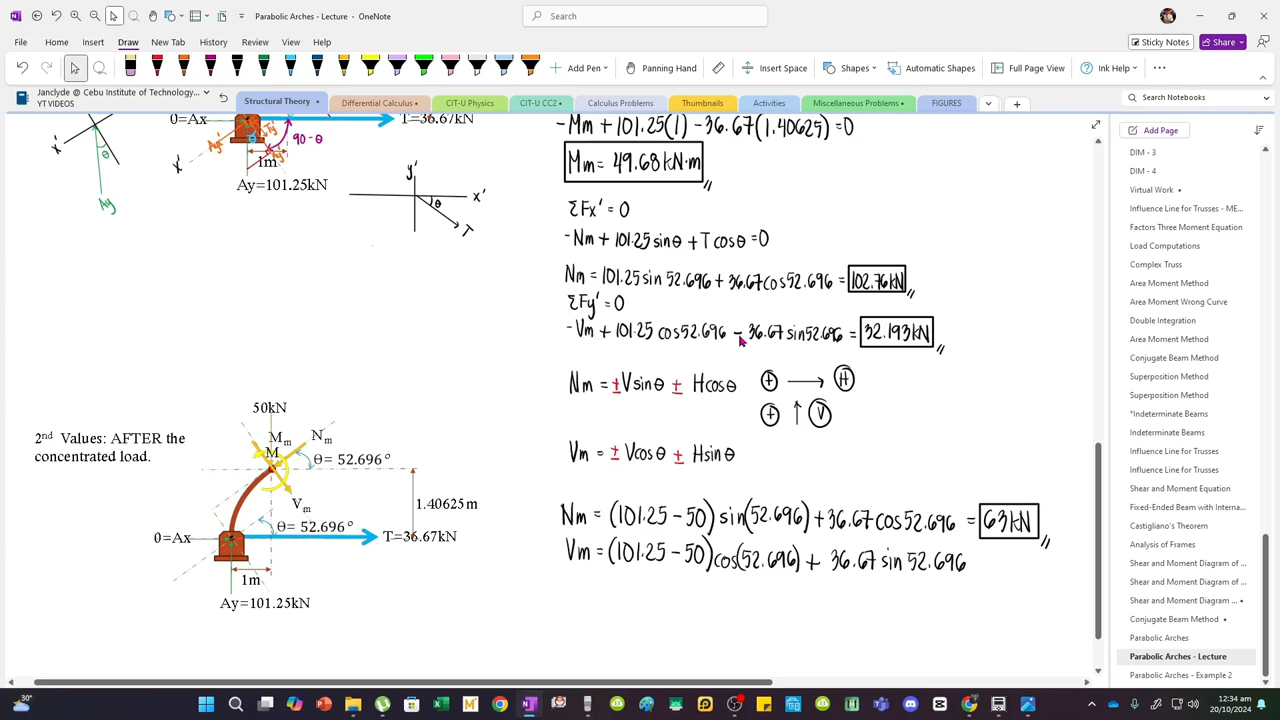 Parabolic Arches - Lecture - OneNote
Search
File Home Insert Draw New Tab History Review View Help
Sticky Notes
Share
Add Pen
Panning Hand
Insert Space
Shapes
Automatic Shapes
Full Page View
Ink Help
Janclyde @ Cebu Institute of Technology...
YT VIDEOS
Structural Theory
Differential Calculus
CIT-U Physics
CIT-U CC2
Calculus Problems
Thumbnails
Activities
Miscellaneous Problems
FIGURES
Search Notebooks
Add Page
DIM - 3
DIM - 4
Virtual Work
Influence Line for Trusses - ME...
Factors Three Moment Equation
Load Computations
Complex Truss
Area Moment Method
Area Moment Wrong Curve
Double Integration
Area Moment Method
Conjugate Beam Method
Superposition Method
Superposition Method
*Indeterminate Beams
Indeterminate Beams
Influence Line for Trusses
Influence Line for Trusses
Shear and Moment Equation
Fixed-Ended Beam with Interna...
Castigliano's Theorem
Analysis of Frames
Shear and Moment Diagram of ...
Shear and Moment Diagram of ...
Shear and Moment Diagram ...
Conjugate Beam Method
Parabolic Arches
Parabolic Arches - Lecture
Parabolic Arches - Example 2
x'
θ
Ay
0=Ax
T=36.67kN
90-θ
x'
1m
Ay=101.25kN
y'
x'
θ
T
-Mm + 101.25(1) - 36.67(1.40625) = 0
Mm = 49.68 kN·m
ΣFx' = 0
-Nm + 101.25 sinθ + T cosθ = 0
Nm = 101.25 sin 52.696 + 36.67 cos 52.696 = 102.76 kN
ΣFy' = 0
-Vm + 101.25 cos 52.696 - 36.67 sin 52.696 = 32.193 kN
Nm = ± Vsinθ ± Hcosθ (+) → (H)
(+) ↑ (V)
Vm = ± Vcosθ ± Hsinθ
Nm = (101.25 - 50) sin(52.696) + 36.67 cos 52.696 = 63 kN
Vm = (101.25 - 50) cos(52.696) + 36.67 sin 52.696
2nd Values: AFTER the
concentrated load.
50kN
Mm
Nm
M
θ= 52.696°
Vm
1.40625m
θ= 52.696°
0=Ax
T=36.67kN
1m
Ay=101.25kN
30°
12:34 am
20/10/2024